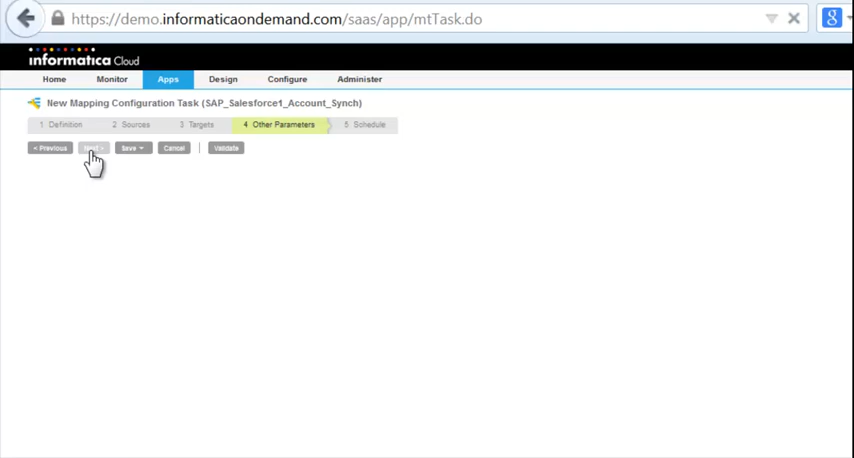 https://demo.informaticaondemand.com/saas/app/mtTask.do
informatica Cloud
Home Monitor Apps Design Configure Administer
New Mapping Configuration Task (SAP_Salesforce1_Account_Synch)
1 Definition 2 Sources 3 Targets 4 Other Parameters 5 Schedule
< Previous Next > Save Cancel | Validate